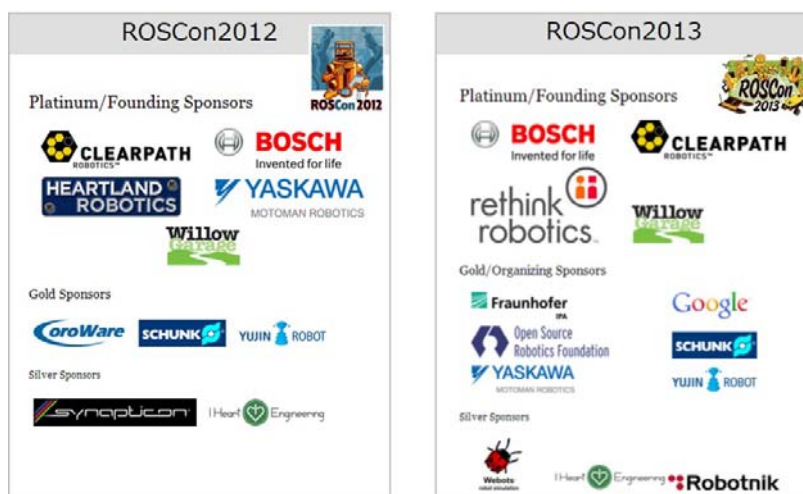 ROSCon2012
ROSCon 2012
Platinum/Founding Sponsors
CLEARPATH
ROBOTICS™
BOSCH
Invented for life
HEARTLAND
ROBOTICS
YASKAWA
MOTOMAN ROBOTICS
Willow
Garage
Gold Sponsors
CoroWare
SCHUNK
YUJIN ROBOT
Silver Sponsors
synapticon
I Heart Engineering
ROSCon2013
ROSCon
2013
Platinum/Founding Sponsors
BOSCH
Invented for life
CLEARPATH
ROBOTICS™
rethink
robotics™
Willow
Garage
Gold/Organizing Sponsors
Fraunhofer
IPA
Google
Open Source
Robotics Foundation
SCHUNK
YASKAWA
MOTOMAN ROBOTICS
YUJIN ROBOT
Silver Sponsors
Webots
robot simulation
I Heart Engineering
Robotnik